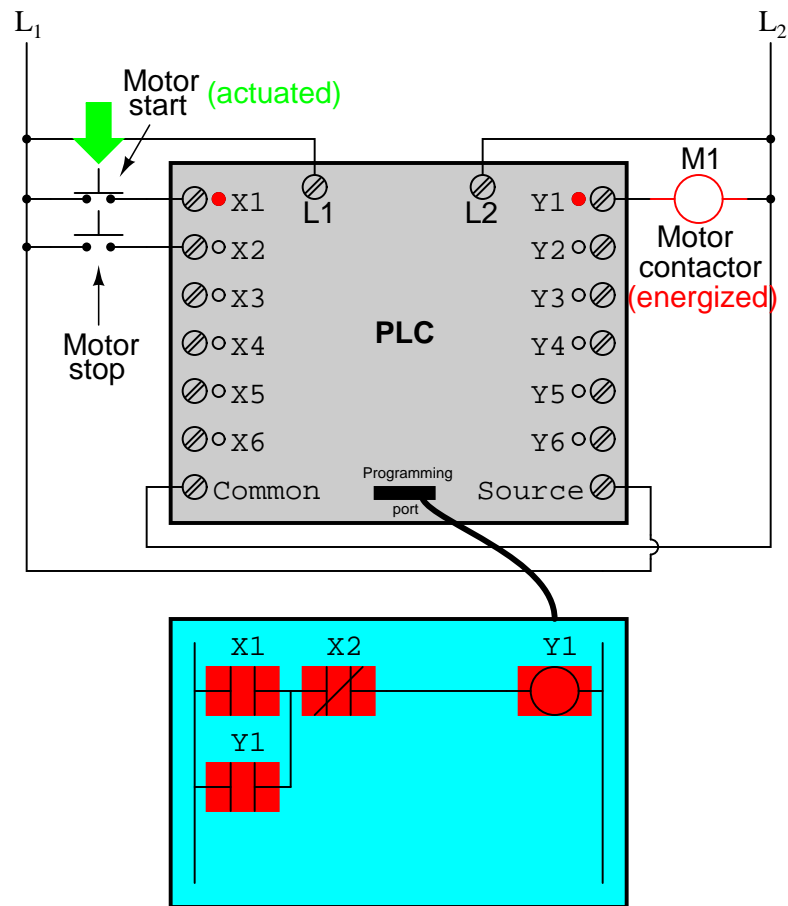 L1
L2
Motor
start
(actuated)
M1
X1
L1
L2
Y1
X2
Y2
Motor
contactor
(energized)
X3
Y3
Motor
stop
X4
PLC
Y4
X5
Y5
X6
Y6
Common
Programming
port
Source
X1
X2
Y1
Y1